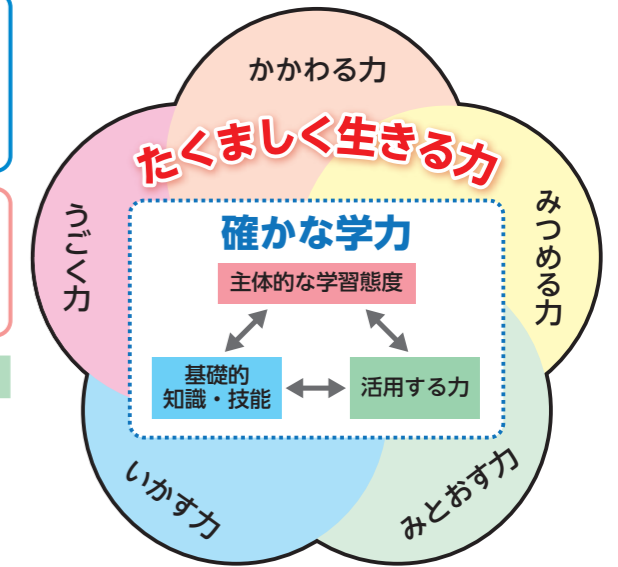 かかわる力
たくましく生きる力
うごく力
みつめる力
確かな学力
主体的な学習態度
基礎的
知識・技能
活用する力
いかす力
みとおす力